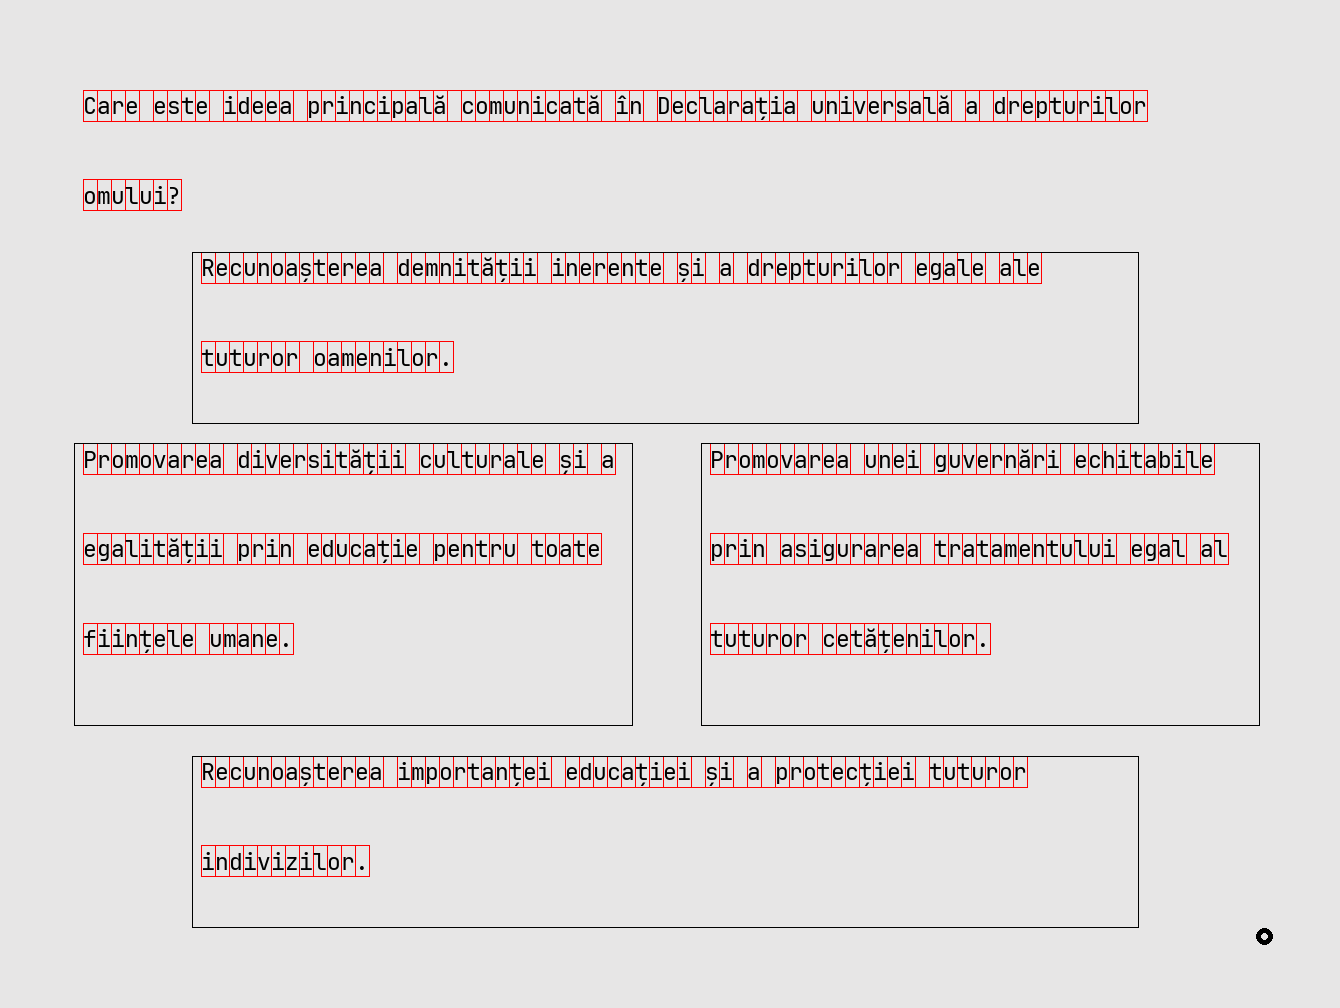 Care este ideea principală comunicată în Declarația universală a drepturilor
omului?
Recunoașterea demnității inerente și a drepturilor egale ale
tuturor oamenilor.
Promovarea diversității culturale și a
egalității prin educație pentru toate
ființele umane.
Promovarea unei guvernări echitabile
prin asigurarea tratamentului egal al
tuturor cetățenilor.
Recunoașterea importanței educației și a protecției tuturor
indivizilor.